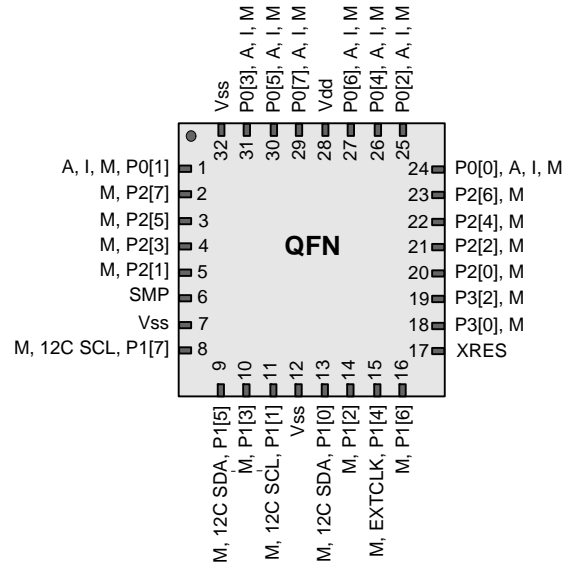 Vss
P0[3], A, I, M
P0[5], A, I, M
P0[7], A, I, M
Vdd
P0[6], A, I, M
P0[4], A, I, M
P0[2], A, I, M
32
31
30
29
28
27
26
25
A, I, M, P0[1] 1
M, P2[7] 2
M, P2[5] 3
M, P2[3] 4
M, P2[1] 5
SMP 6
Vss 7
M, 12C SCL, P1[7] 8
QFN
24 P0[0], A, I, M
23 P2[6], M
22 P2[4], M
21 P2[2], M
20 P2[0], M
19 P3[2], M
18 P3[0], M
17 XRES
9
10
11
12
13
14
15
16
M, 12C SDA, P1[5]
M, P1[3]
M, 12C SCL, P1[1]
Vss
M, 12C SDA, P1[0]
M, P1[2]
M, EXTCLK, P1[4]
M, P1[6]